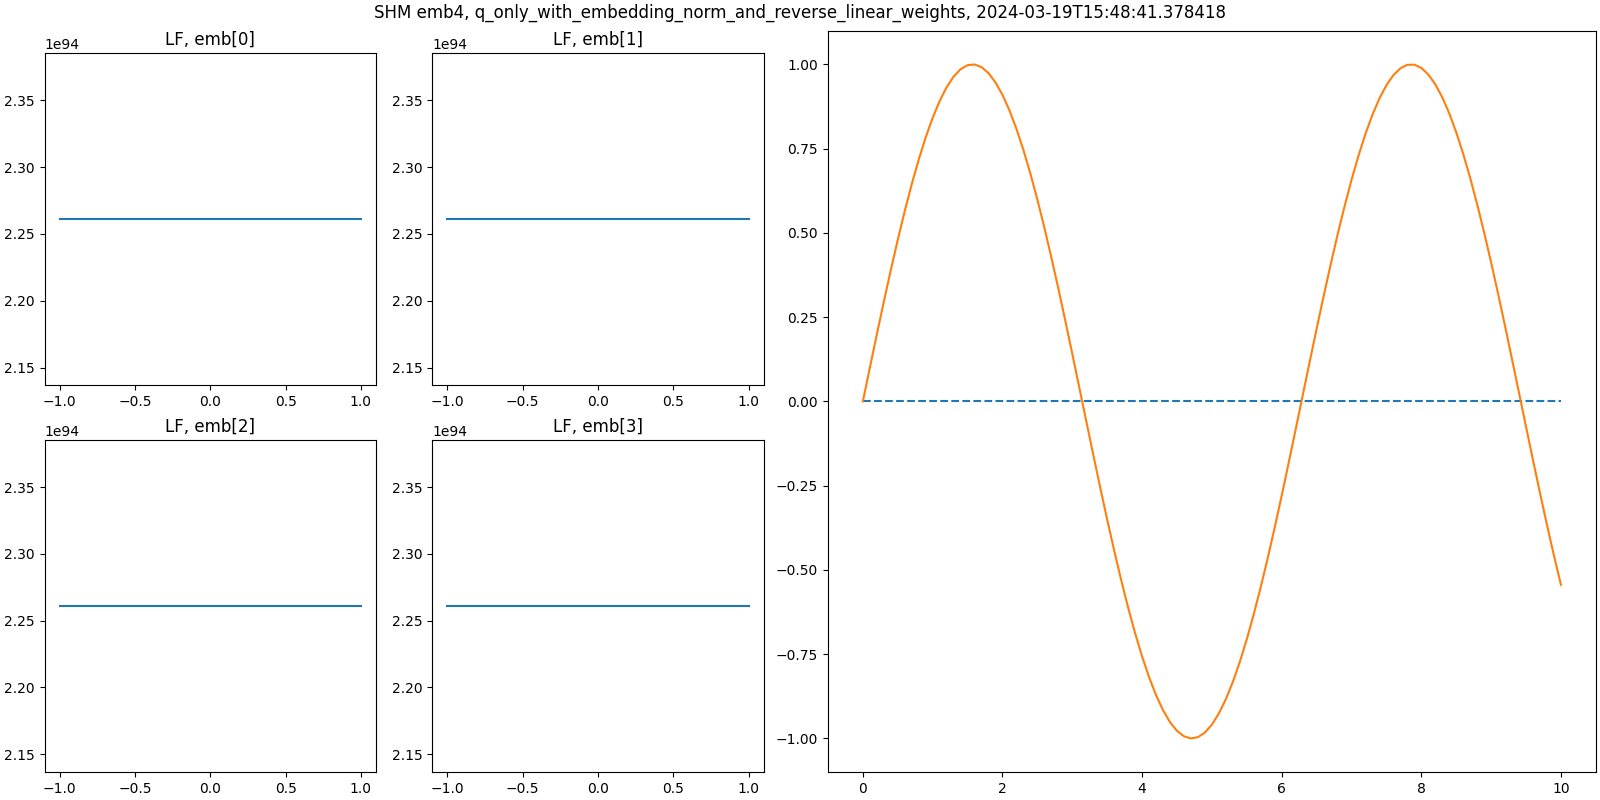 SHM emb4, q_only_with_embedding_norm_and_reverse_linear_weights, 2024-03-19T15:48:41.378418
LF, emb[0]
1e94
2.35
2.30
2.25
2.20
2.15
−1.0 −0.5 0.0 0.5 1.0
LF, emb[1]
1e94
2.35
2.30
2.25
2.20
2.15
−1.0 −0.5 0.0 0.5 1.0
LF, emb[2]
1e94
2.35
2.30
2.25
2.20
2.15
−1.0 −0.5 0.0 0.5 1.0
LF, emb[3]
1e94
2.35
2.30
2.25
2.20
2.15
−1.0 −0.5 0.0 0.5 1.0
1.00
0.75
0.50
0.25
0.00
−0.25
−0.50
−0.75
−1.00
0 2 4 6 8 10